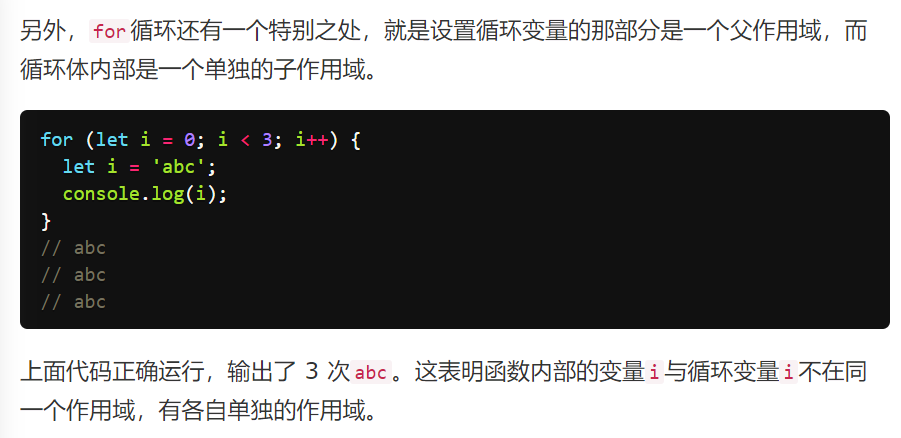 另外，for循环还有一个特别之处，就是设置循环变量的那部分是一个父作用域，而
循环体内部是一个单独的子作用域。
for (let i = 0; i < 3; i++) {
  let i = 'abc';
  console.log(i);
}
// abc
// abc
// abc
上面代码正确运行，输出了 3 次abc。这表明函数内部的变量i与循环变量i不在同
一个作用域，有各自单独的作用域。